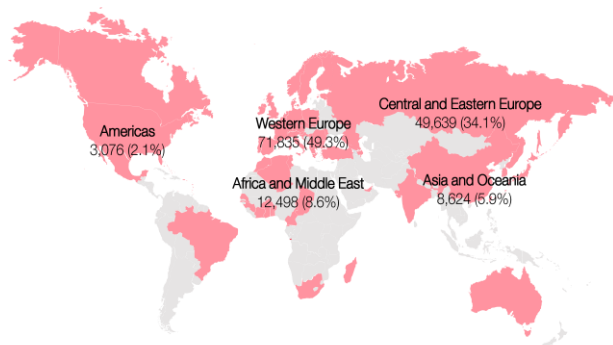 Central and Eastern Europe
49,639 (34.1%)
Americas
3,076 (2.1%)
Western Europe
71,835 (49.3%)
Africa and Middle East
12,498 (8.6%)
Asia and Oceania
8,624 (5.9%)